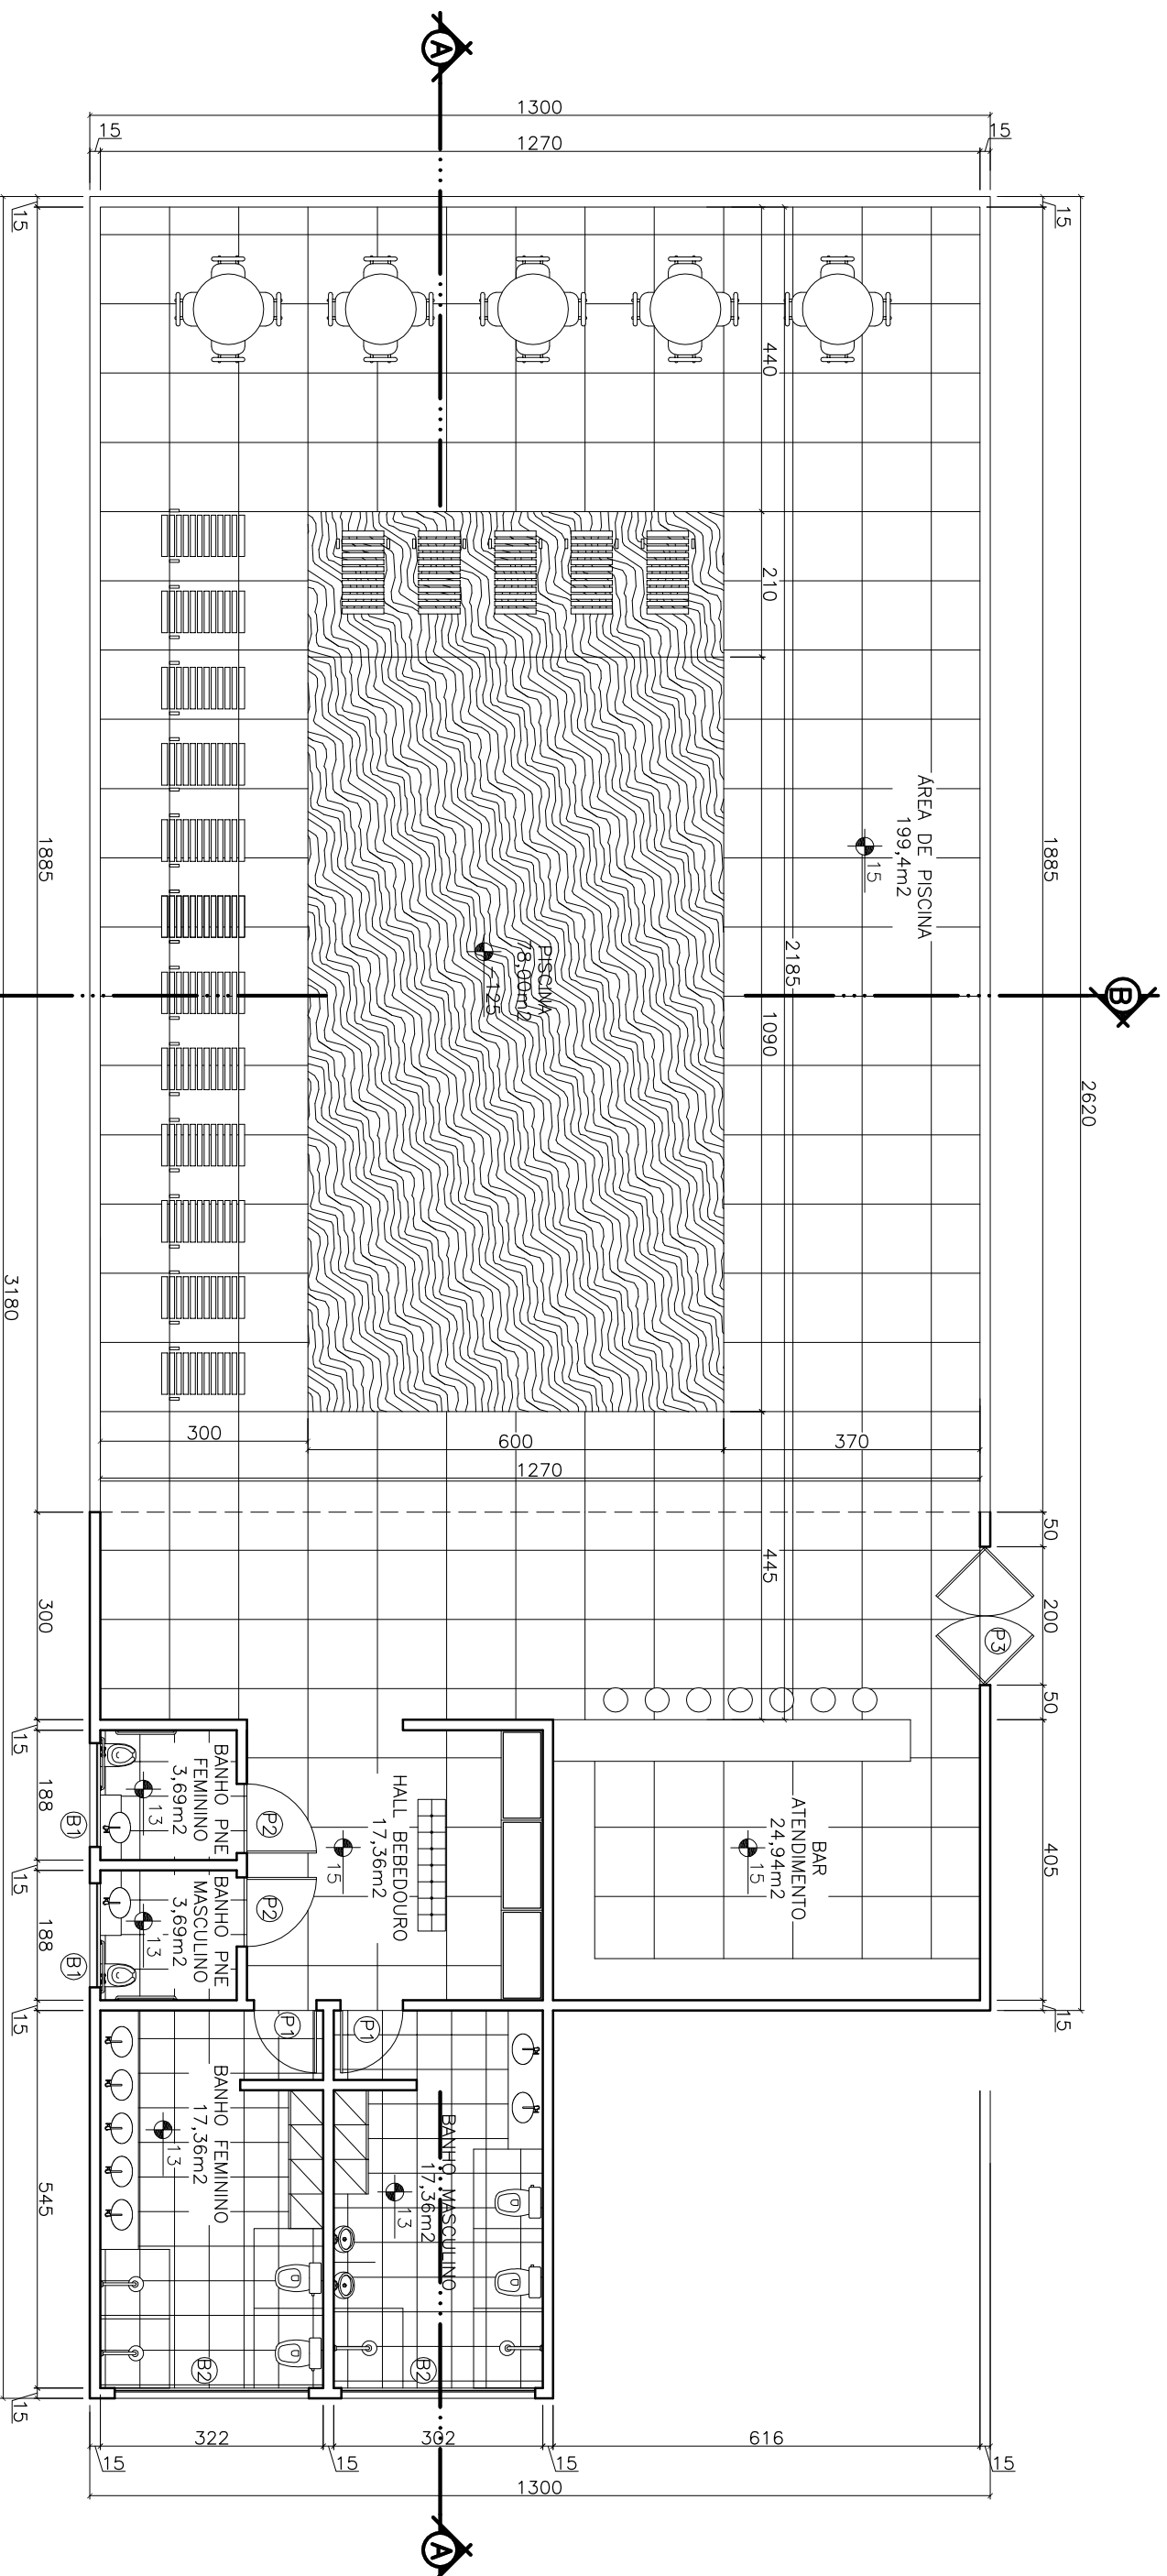 A
1300
15
1270
15
15
15
440
210
1885
1885
ÁREA DE PISCINA
199,4m2
15
2185
1090
2620
3180
PISCINA
78,00m2
-125
B
300
600
370
1270
445
50
200
50
P3
300
15
188
15
188
15
545
15
405
15
B1
B1
BANHO PNE
FEMININO
3,69m2
13
BANHO PNE
MASCULINO
3,69m2
13
P2
P2
HALL BEBEDOURO
17,36m2
15
BAR
ATENDIMENTO
24,94m2
15
P1
P1
BANHO FEMININO
17,36m2
13
BANHO MASCULINO
17,36m2
13
B2
B2
322
302
616
15
15
15
15
1300
A